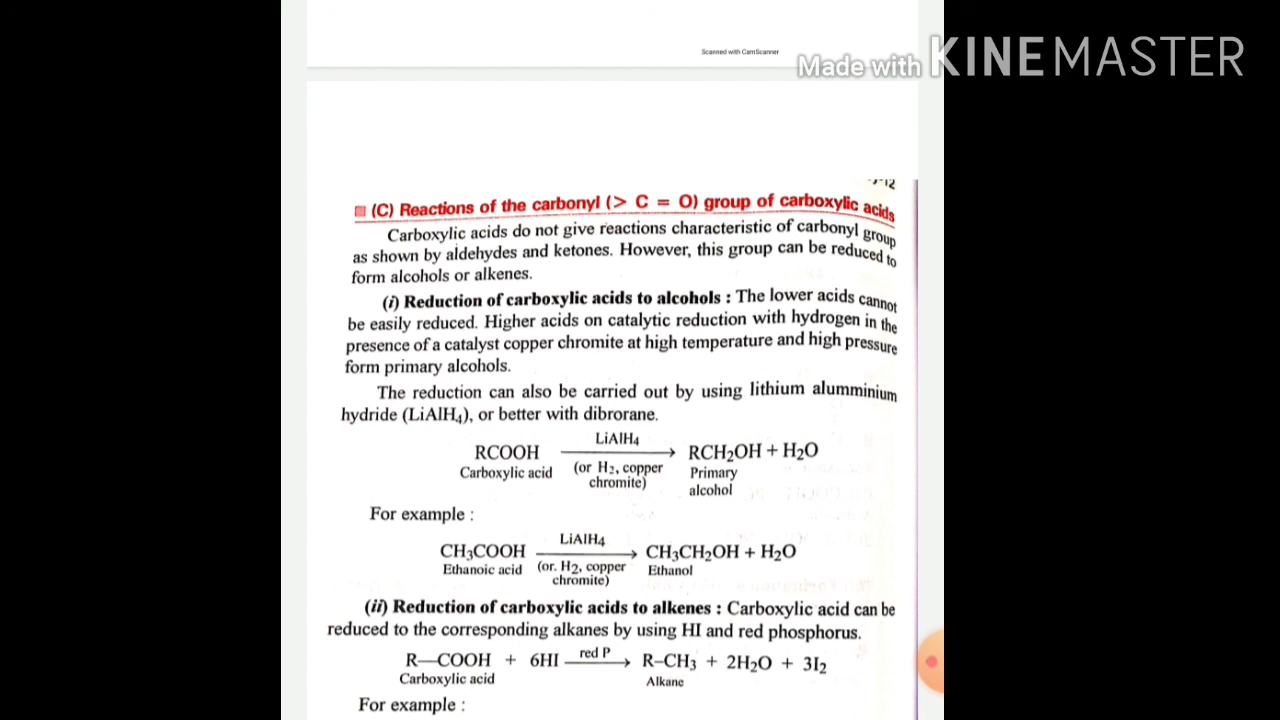 Scanned with CamScanner
Made with KINEMASTER
(C) Reactions of the carbonyl (> C = O) group of carboxylic acids
Carboxylic acids do not give reactions characteristic of carbonyl group
as shown by aldehydes and ketones. However, this group can be reduced to
form alcohols or alkenes.
(i) Reduction of carboxylic acids to alcohols : The lower acids cannot
be easily reduced. Higher acids on catalytic reduction with hydrogen in the
presence of a catalyst copper chromite at high temperature and high pressure
form primary alcohols.
The reduction can also be carried out by using lithium alumminium
hydride (LiAlH₄), or better with dibrorane.
LiAlH₄
RCOOH → RCH₂OH + H₂O
Carboxylic acid (or H₂, copper Primary
chromite) alcohol
For example :
LiAlH₄
CH₃COOH → CH₃CH₂OH + H₂O
Ethanoic acid (or. H₂, copper Ethanol
chromite)
(ii) Reduction of carboxylic acids to alkenes : Carboxylic acid can be
reduced to the corresponding alkanes by using HI and red phosphorus.
R—COOH + 6HI red P → R–CH₃ + 2H₂O + 3I₂
Carboxylic acid Alkane
For example :